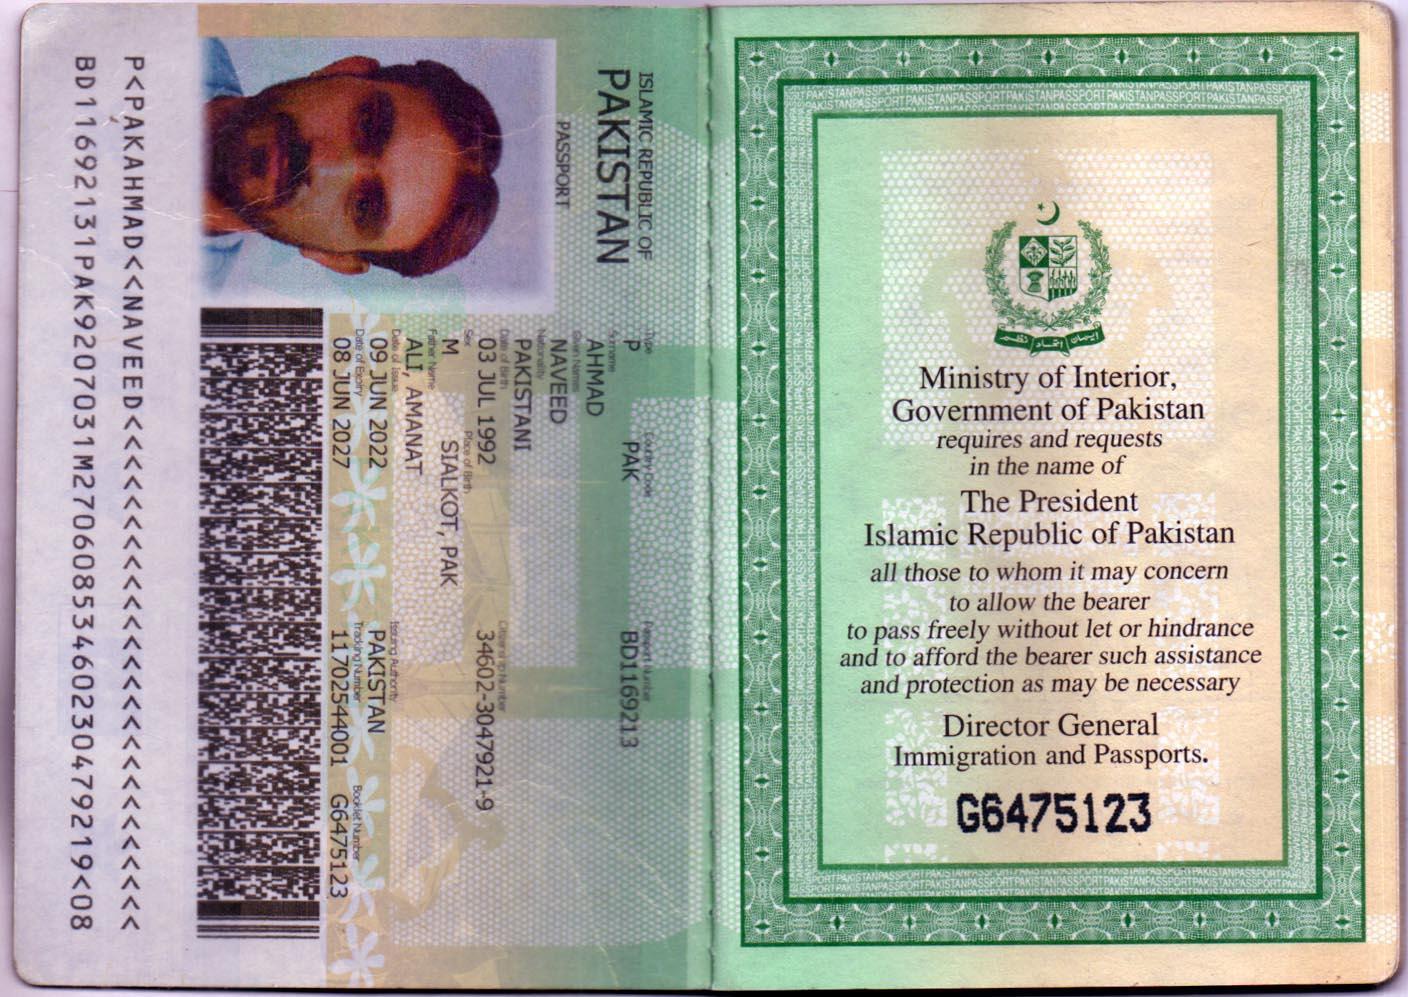 ISLAMIC REPUBLIC OF
PAKISTAN
PASSPORT
Type Country Code Passport Number
P PAK BD1169213
Surname
AHMAD
Given Names
NAVEED
Nationality
PAKISTANI
Date of Birth Citizenship Number
03 JUL 1992 34602-3047921-9
Sex Place of Birth
M SIALKOT, PAK
Father Name
ALI, AMANAT
Date of Issue Issuing Authority
09 JUN 2022 PAKISTAN
Date of Expiry Tracking Number Booklet Number
08 JUN 2027 11702544001 G6475123
P<PAKAHMAD<<NAVEED<<<<<<<<<<<<<<<<<<<<<<<<<<
BD11692131PAK9207031M27060853460230479219<08
ایمان اتحاد نظم
Ministry of Interior,
Government of Pakistan
requires and requests
in the name of
The President
Islamic Republic of Pakistan
all those to whom it may concern
to allow the bearer
to pass freely without let or hindrance
and to afford the bearer such assistance
and protection as may be necessary
Director General
Immigration and Passports.
G6475123